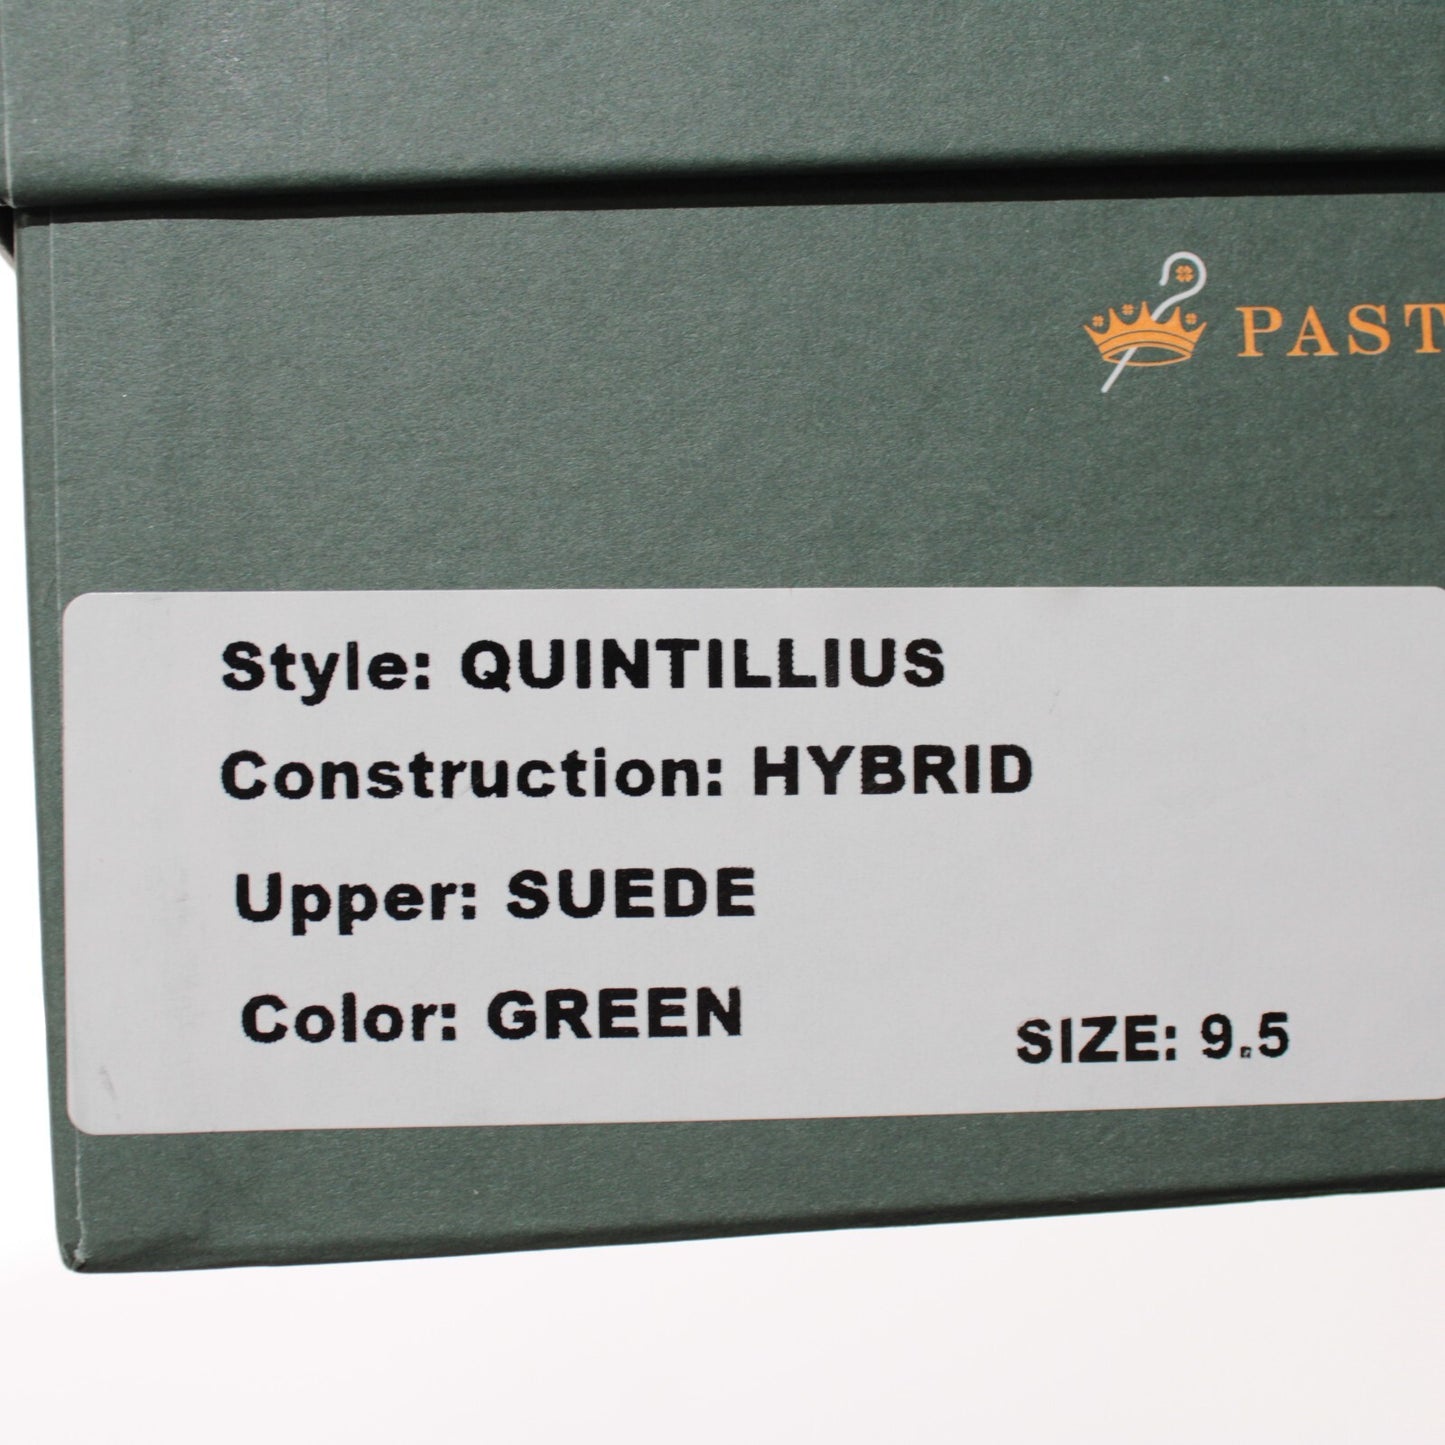 PAST
Style: QUINTILLIUS
Construction: HYBRID
Upper: SUEDE
Color: GREEN
SIZE: 9.5